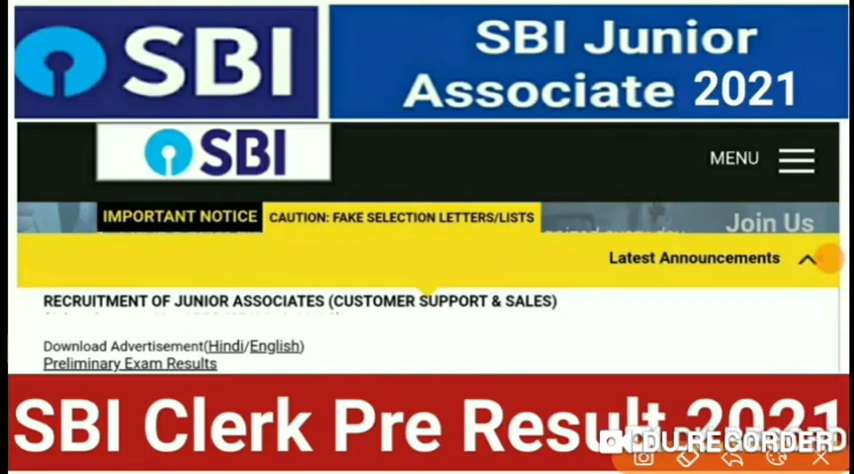 SBI
SBI Junior
Associate 2021
SBI
MENU
IMPORTANT NOTICE
CAUTION: FAKE SELECTION LETTERS/LISTS
Join Us
Latest Announcements
RECRUITMENT OF JUNIOR ASSOCIATES (CUSTOMER SUPPORT & SALES)
Download Advertisement(Hindi/English)
Preliminary Exam Results
SBI Clerk Pre Result 2021
DU RECORDER